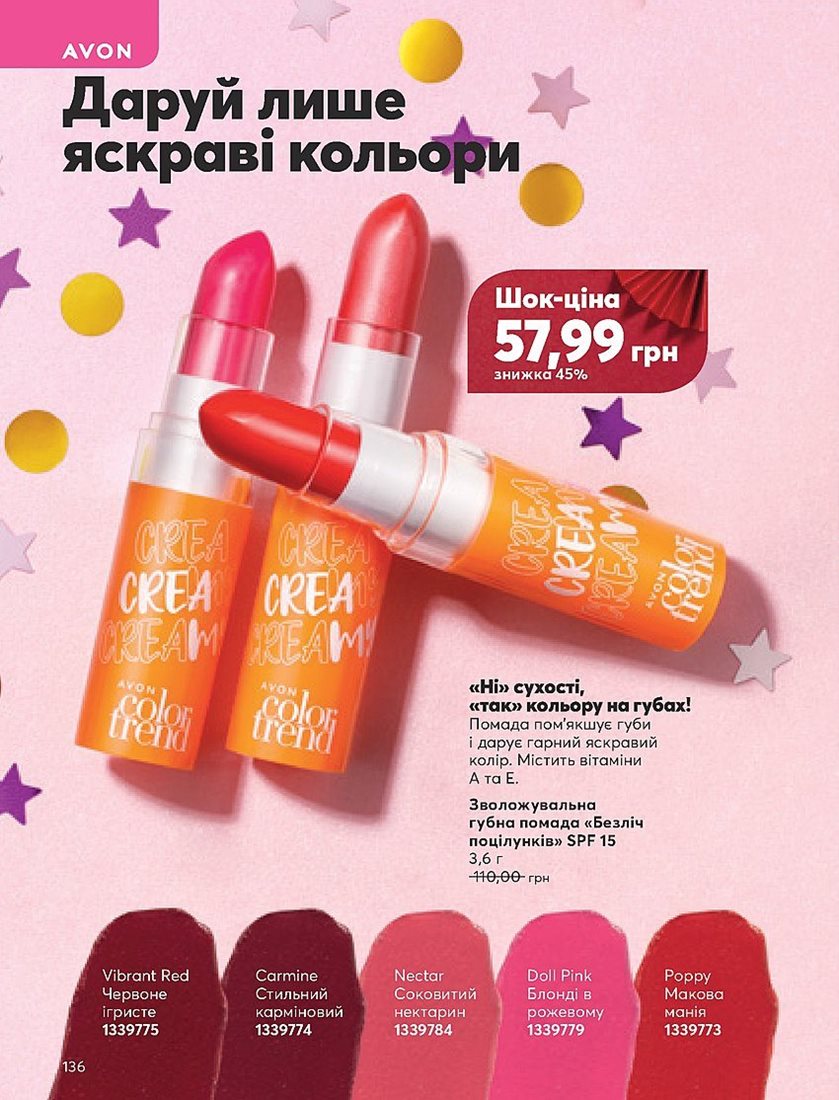 AVON
Даруй лише
яскраві кольори
Шок-ціна
57,99 грн
знижка 45%
CREA
CREA
CREAMY
AVON
color
trend
CREA
CREA
CREAMY
AVON
color
trend
CREA
CREA
CREAMY
AVON
color
trend
«Ні» сухості,
«так» кольору на губах!
Помада пом'якшує губи
і дарує гарний яскравий
колір. Містить вітаміни
А та Е.
Зволожувальна
губна помада «Безліч
поцілунків» SPF 15
3,6 г
110,00 грн
Vibrant Red
Червоне
ігристе
1339775
Carmine
Стильний
карміновий
1339774
Nectar
Соковитий
нектарин
1339784
Doll Pink
Блонді в
рожевому
1339779
Poppy
Макова
манія
1339773
136